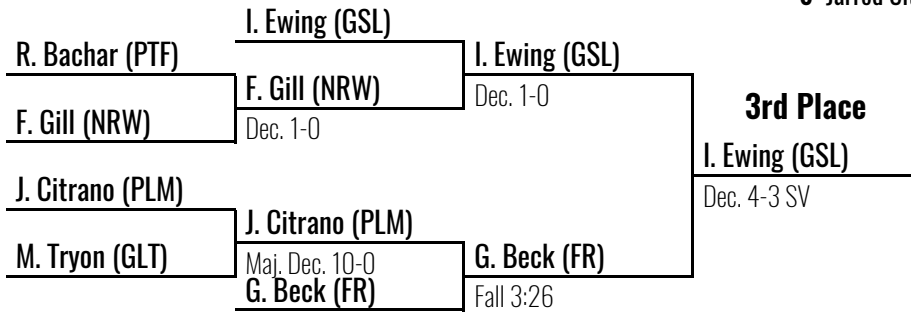 I. Ewing (GSL)
R. Bachar (PTF)
I. Ewing (GSL)
F. Gill (NRW)
Dec. 1-0
3rd Place
F. Gill (NRW)
Dec. 1-0
I. Ewing (GSL)
J. Citrano (PLM)
Dec. 4-3 SV
J. Citrano (PLM)
M. Tryon (GLT)
Maj. Dec. 10-0
G. Beck (FR)
G. Beck (FR)
Fall 3:26